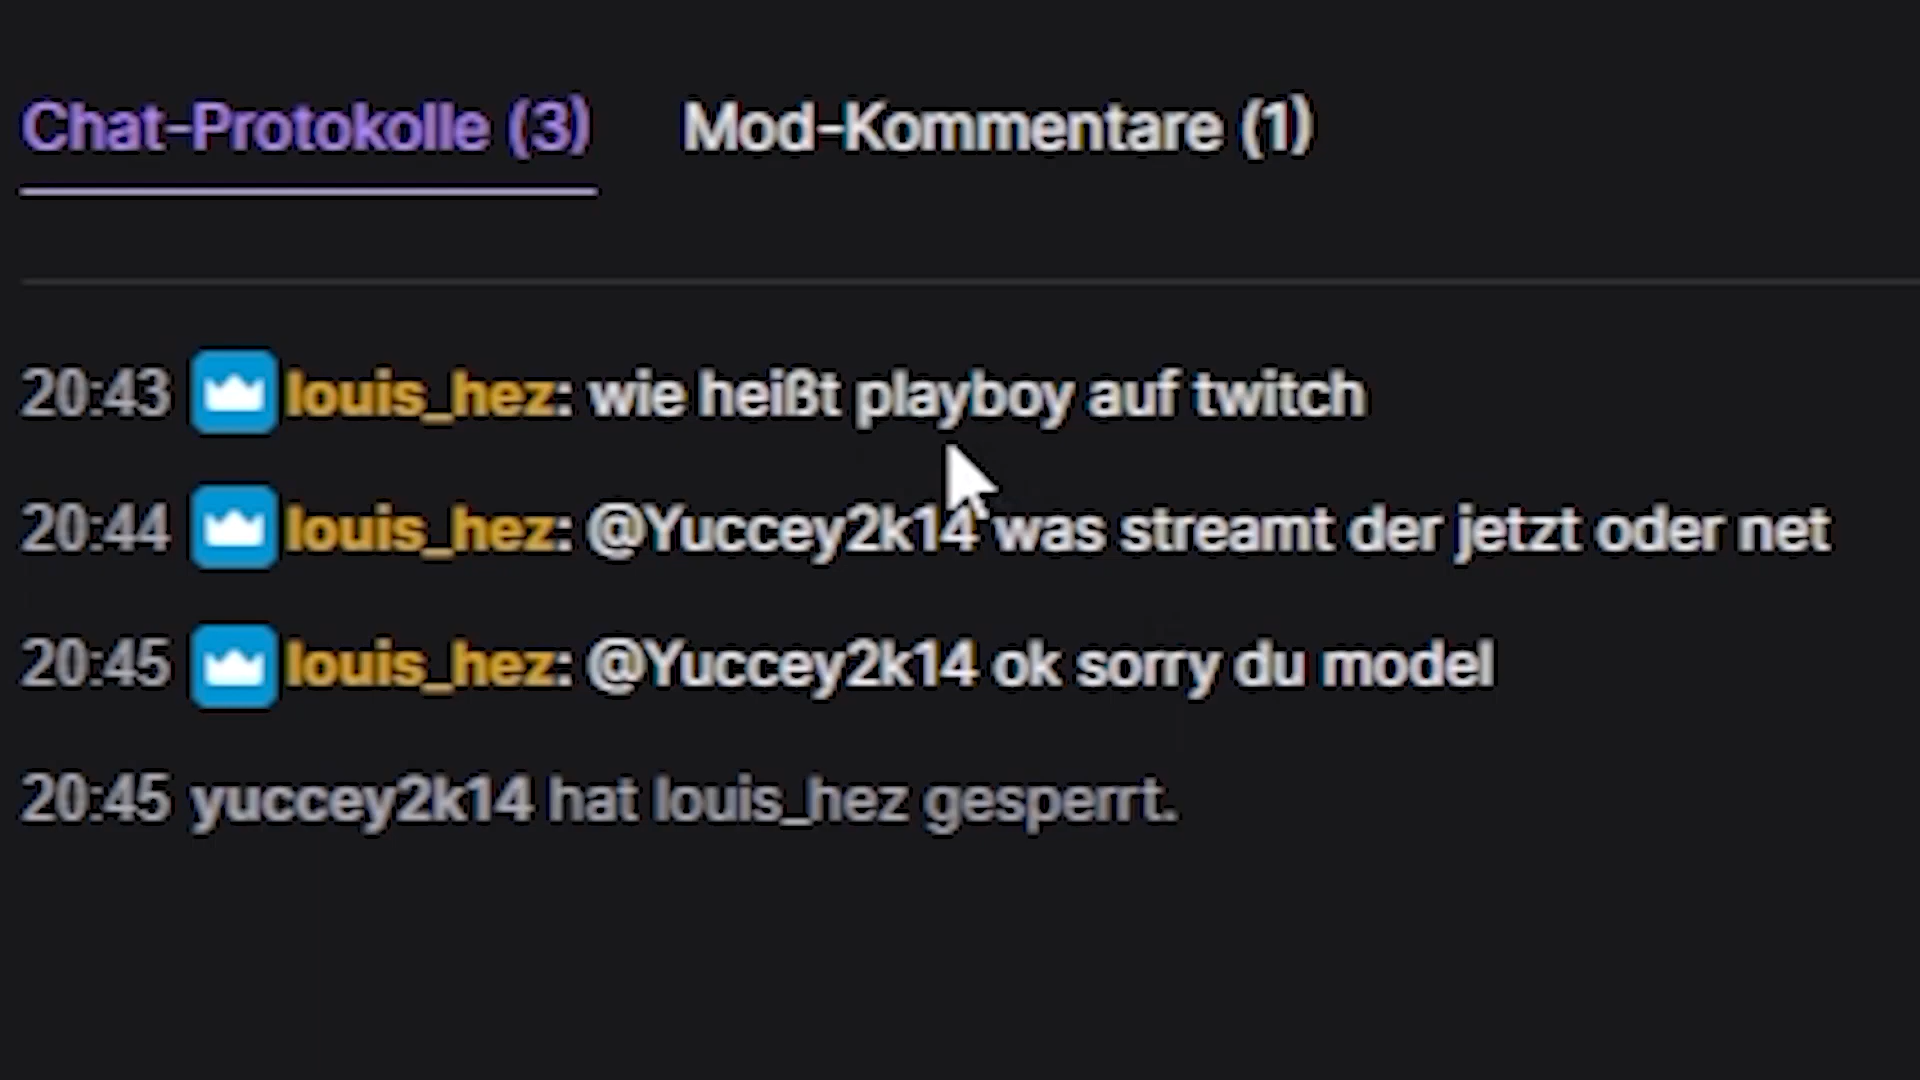 Chat-Protokolle (3) Mod-Kommentare (1)
20:43 louis_hez: wie heißt playboy auf twitch
20:44 louis_hez: @Yuccey2k14 was streamt der jetzt oder net
20:45 louis_hez: @Yuccey2k14 ok sorry du model
20:45 yuccey2k14 hat louis_hez gesperrt.